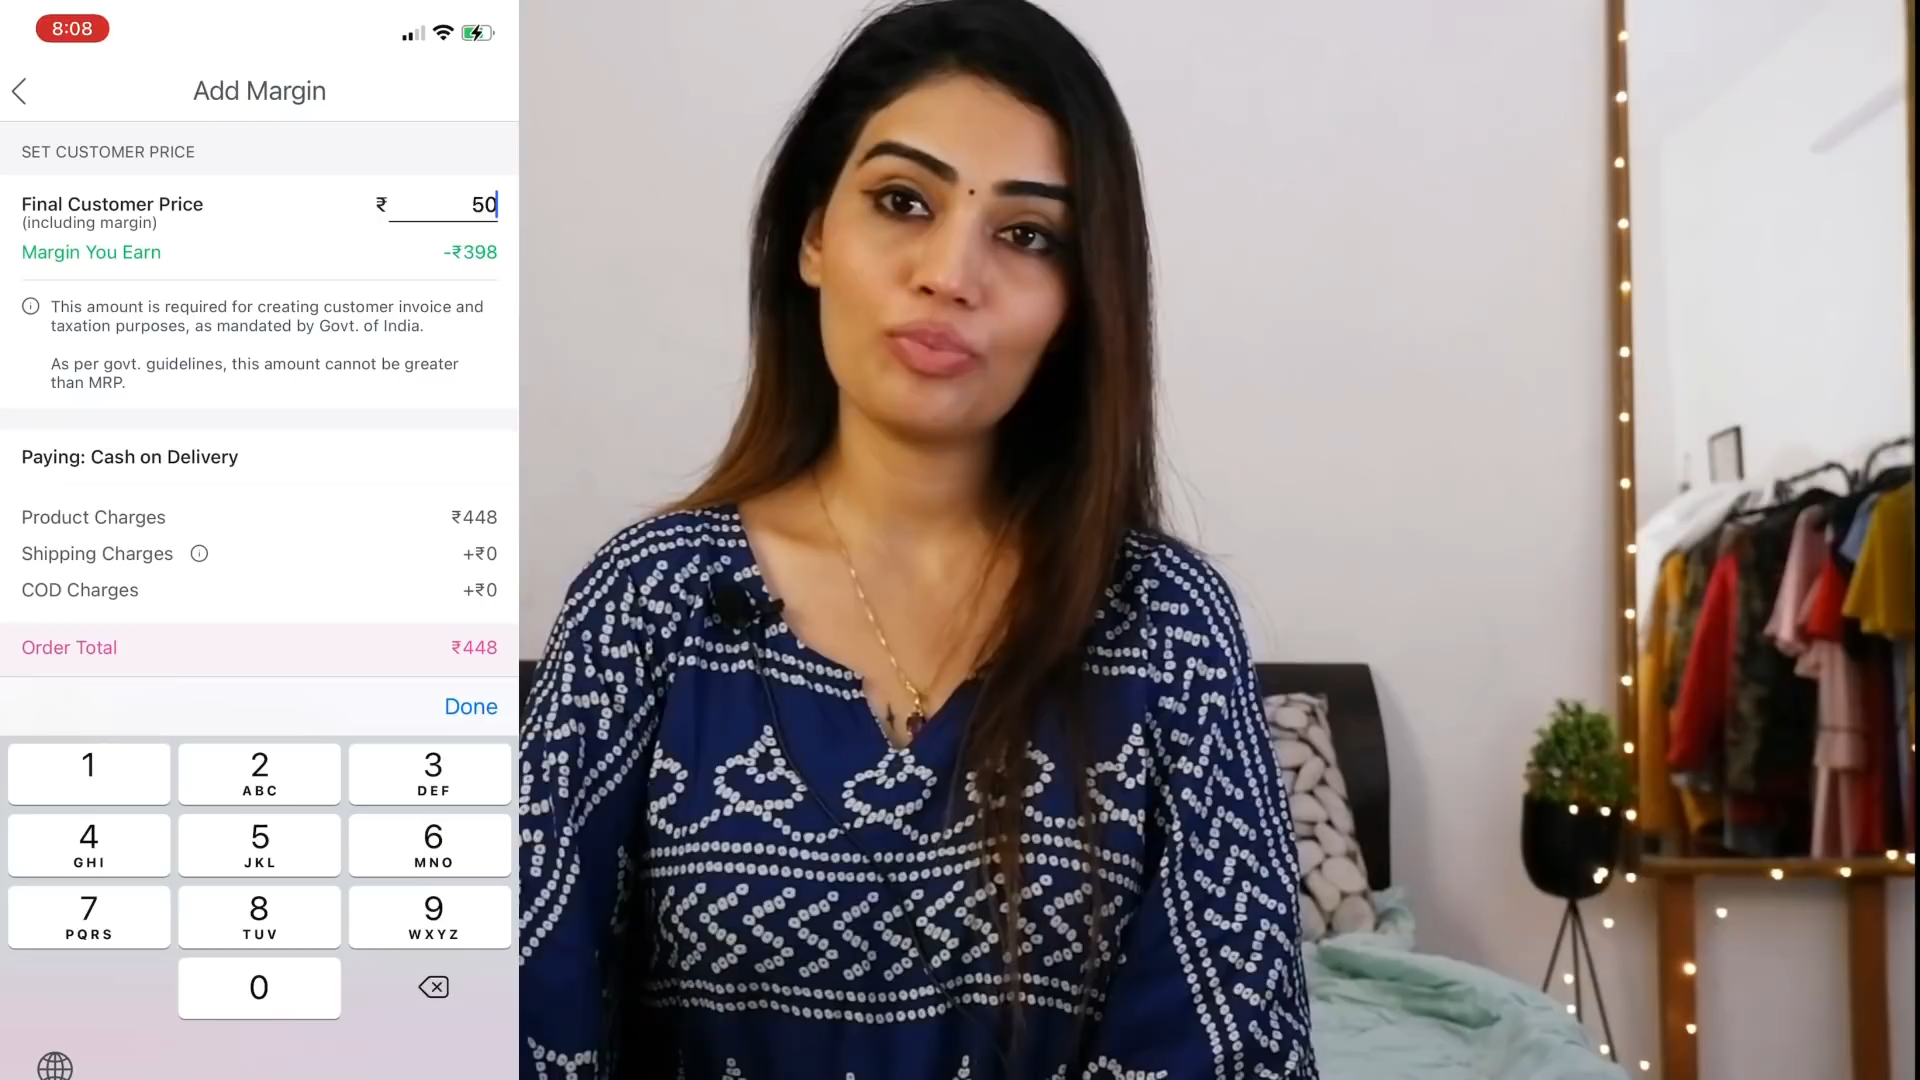 8:08
Add Margin
SET CUSTOMER PRICE
Final Customer Price ₹ 50
(including margin)
Margin You Earn -₹398
This amount is required for creating customer invoice and
taxation purposes, as mandated by Govt. of India.
As per govt. guidelines, this amount cannot be greater
than MRP.
Paying: Cash on Delivery
Product Charges ₹448
Shipping Charges +₹0
COD Charges +₹0
Order Total ₹448
Done
1 2 3
ABC DEF
4 5 6
GHI JKL MNO
7 8 9
PQRS TUV WXYZ
0